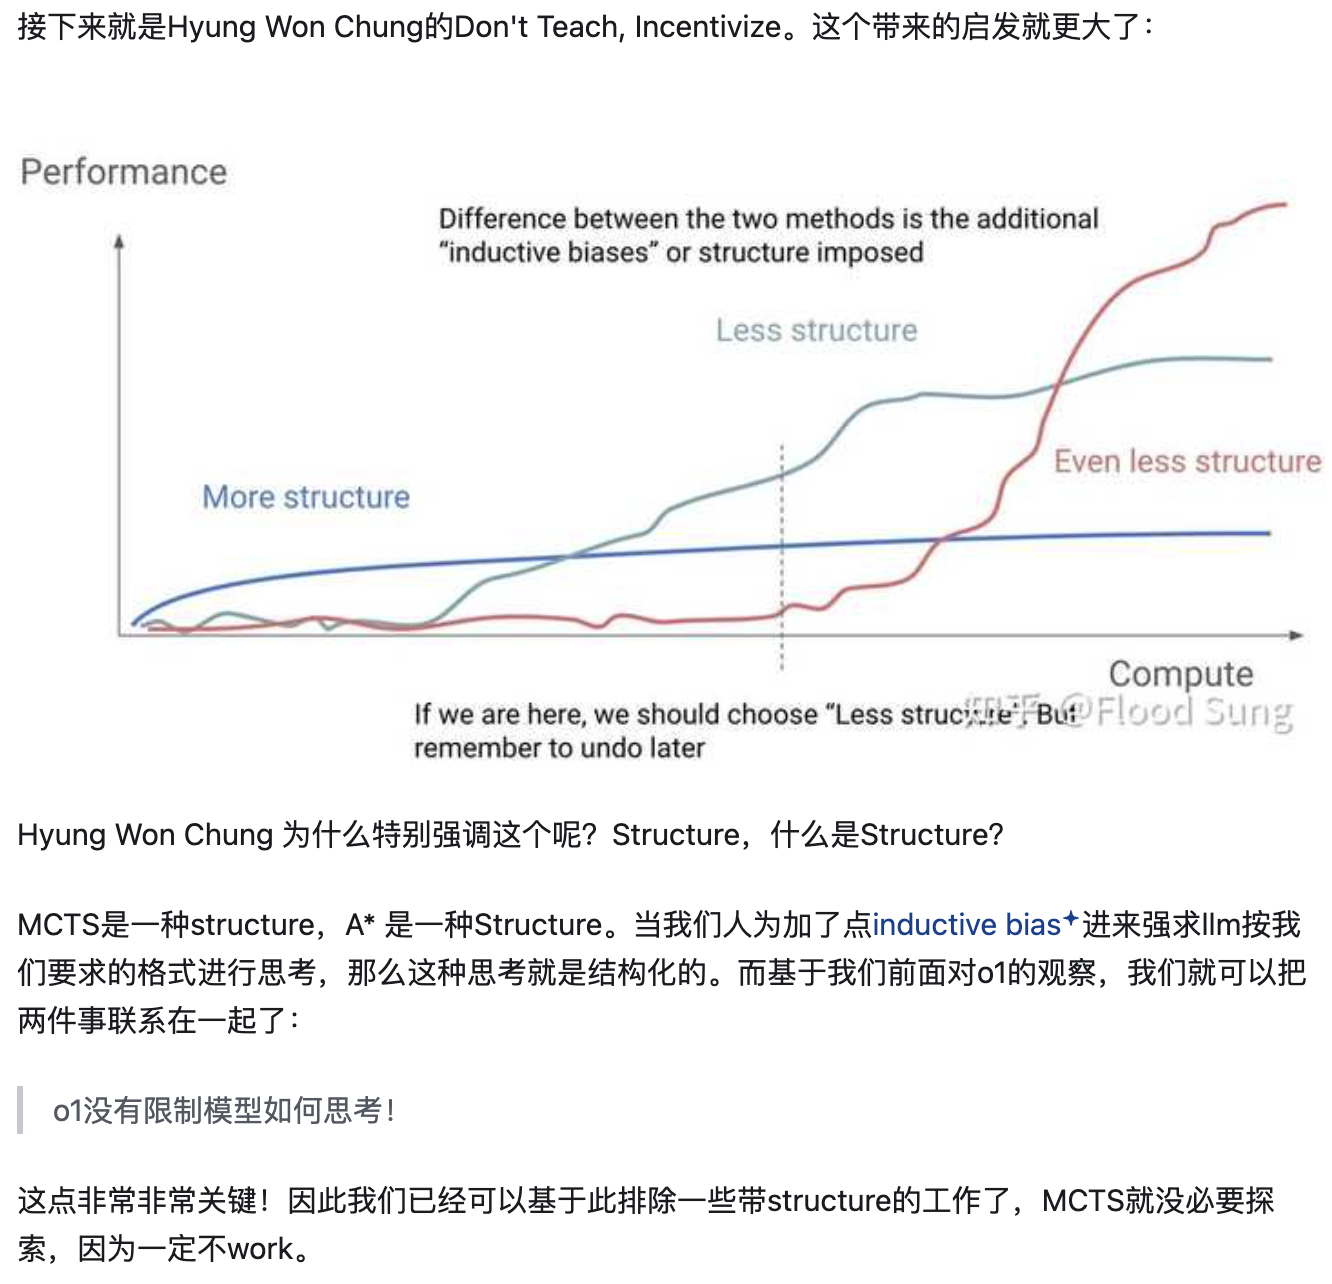 接下来就是Hyung Won Chung的Don't Teach, Incentivize。这个带来的启发就更大了：
Performance
Difference between the two methods is the additional
“inductive biases” or structure imposed
Less structure
Even less structure
More structure
Compute
If we are here, we should choose “Less structure”. But
remember to undo later
知乎 @Flood Sung
Hyung Won Chung 为什么特别强调这个呢？Structure，什么是Structure?
MCTS是一种structure，A* 是一种Structure。当我们人为加了点inductive bias进来强求llm按我
们要求的格式进行思考，那么这种思考就是结构化的。而基于我们前面对o1的观察，我们就可以把
两件事联系在一起了：
o1没有限制模型如何思考！
这点非常非常关键！因此我们已经可以基于此排除一些带structure的工作了，MCTS就没必要探
索，因为一定不work。